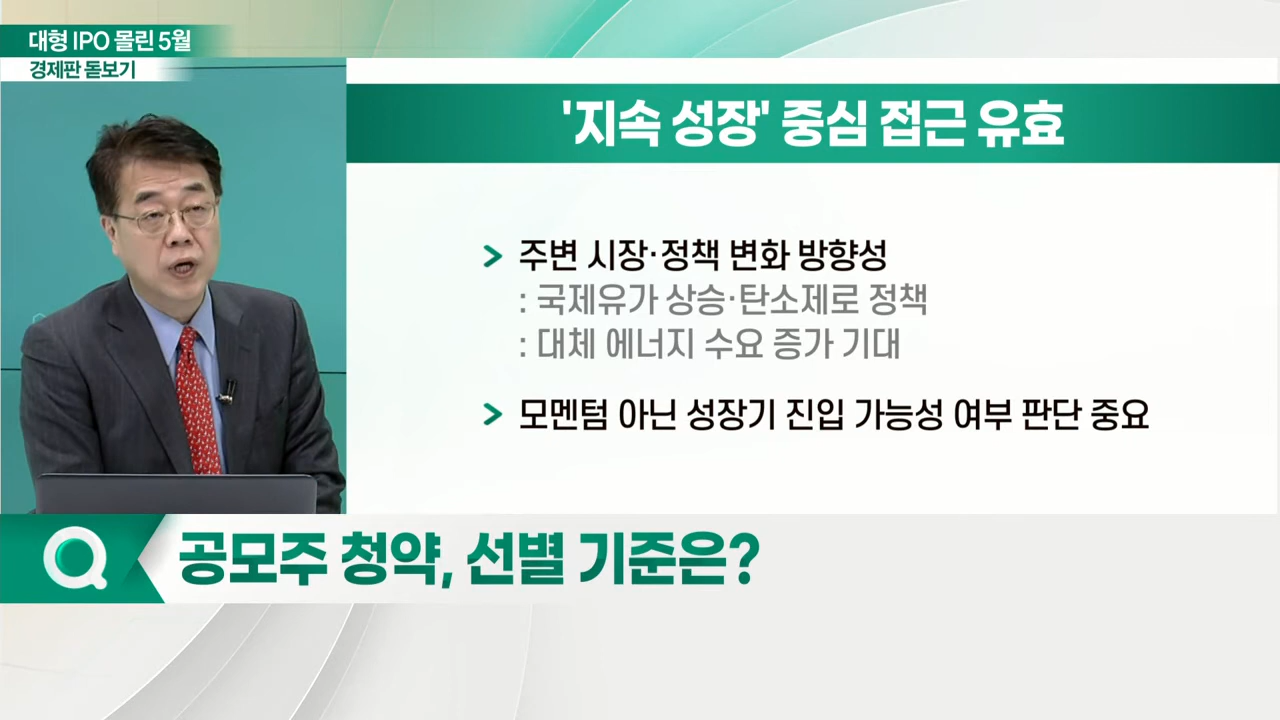 대형 IPO 몰린 5월
경제판 돋보기
'지속 성장' 중심 접근 유효
> 주변 시장·정책 변화 방향성
: 국제유가 상승·탄소제로 정책
: 대체 에너지 수요 증가 기대
> 모멘텀 아닌 성장기 진입 가능성 여부 판단 중요
Q 공모주 청약, 선별 기준은?